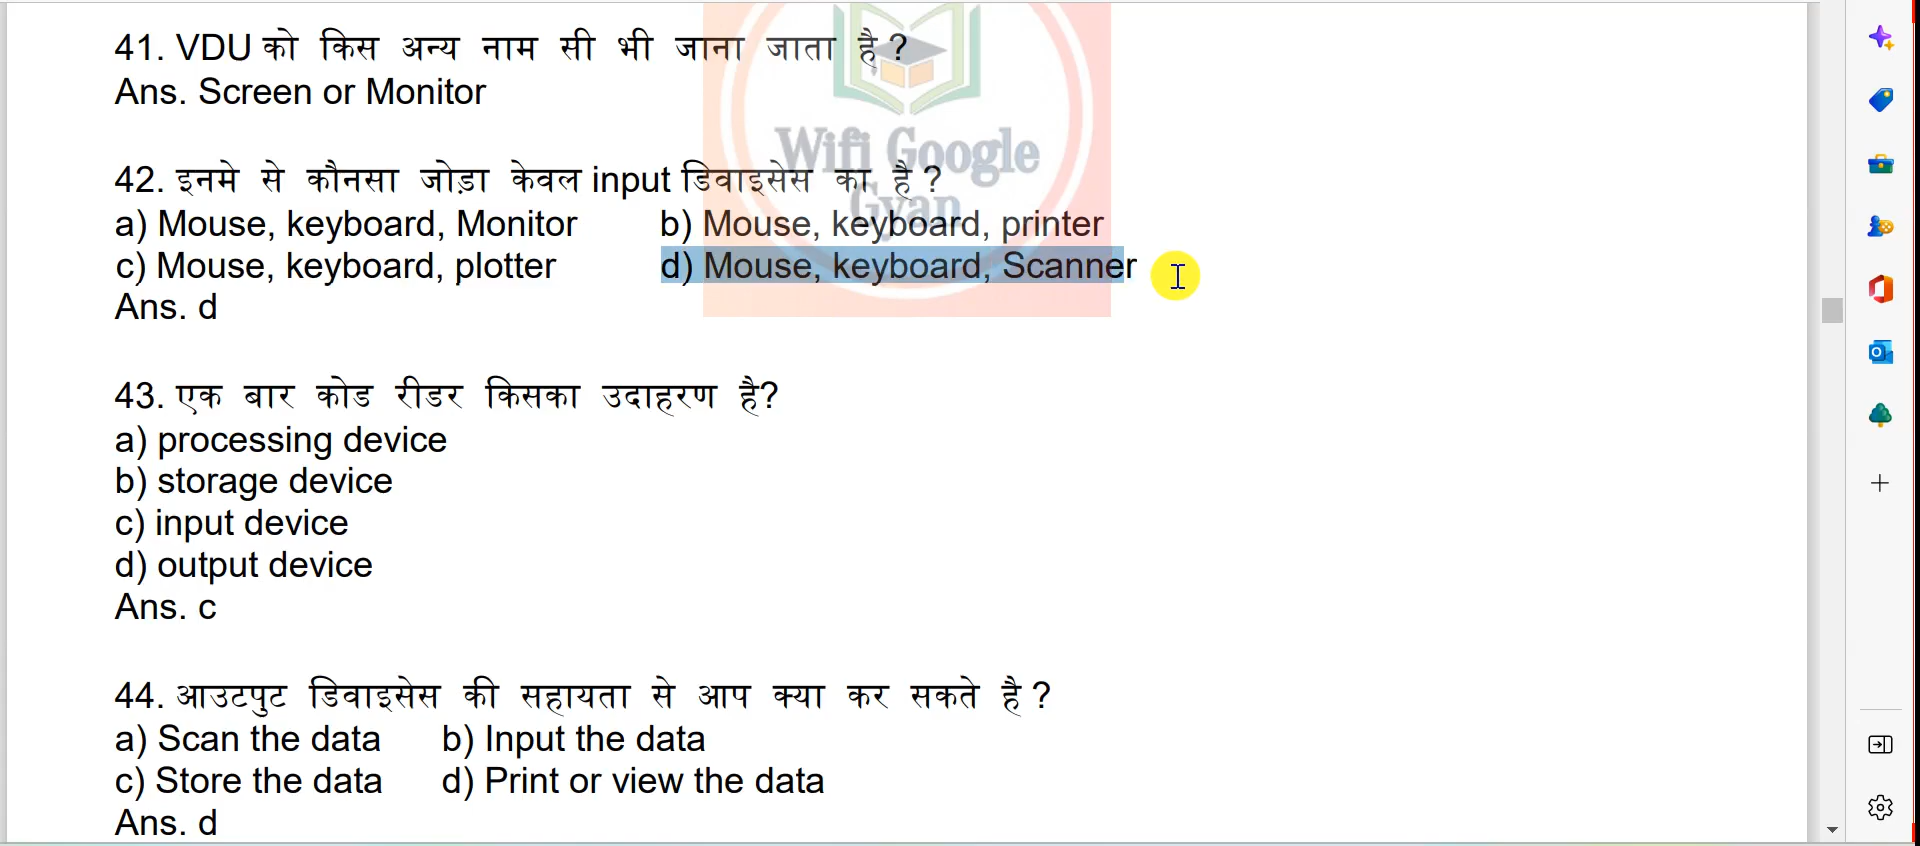 41. VDU को किस अन्य नाम सी भी जाना जाता है ?
Ans. Screen or Monitor
Wifi Google
Gyan
42. इनमे से कौनसा जोड़ा केवल input डिवाइसेस का है ?
a) Mouse, keyboard, Monitor b) Mouse, keyboard, printer
c) Mouse, keyboard, plotter d) Mouse, keyboard, Scanner
Ans. d
43. एक बार कोड रीडर किसका उदाहरण है?
a) processing device
b) storage device
c) input device
d) output device
Ans. c
44. आउटपुट डिवाइसेस की सहायता से आप क्या कर सकते है ?
a) Scan the data b) Input the data
c) Store the data d) Print or view the data
Ans. d